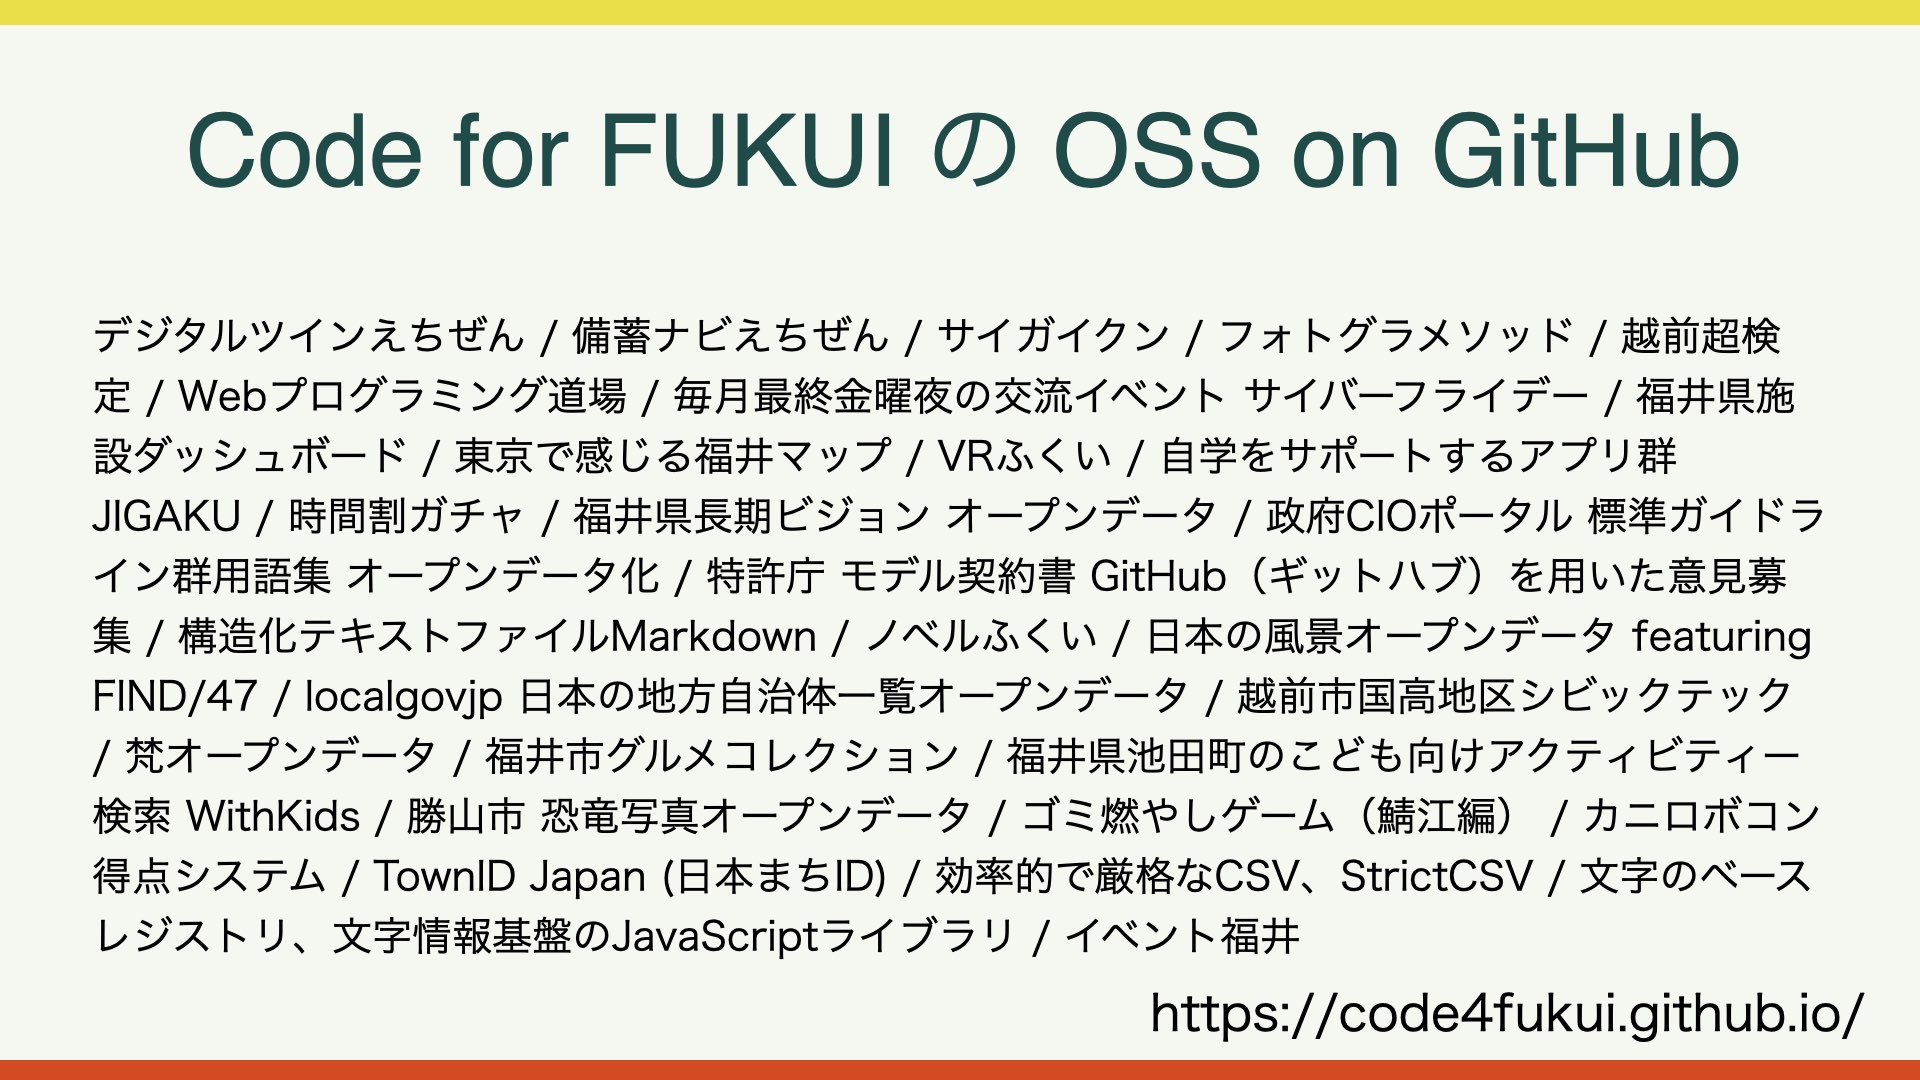 Code for FUKUI の OSS on GitHub
デジタルツインえちぜん / 備蓄ナビえちぜん / サイガイクン / フォトグラメソッド / 越前超検
定 / Webプログラミング道場 / 毎月最終金曜夜の交流イベント サイバーフライデー / 福井県施
設ダッシュボード / 東京で感じる福井マップ / VRふくい / 自学をサポートするアプリ群
JIGAKU / 時間割ガチャ / 福井県長期ビジョン オープンデータ / 政府CIOポータル 標準ガイドラ
イン群用語集 オープンデータ化 / 特許庁 モデル契約書 GitHub（ギットハブ）を用いた意見募
集 / 構造化テキストファイルMarkdown / ノベルふくい / 日本の風景オープンデータ featuring
FIND/47 / localgovjp 日本の地方自治体一覧オープンデータ / 越前市国高地区シビックテック
/ 梵オープンデータ / 福井市グルメコレクション / 福井県池田町のこども向けアクティビティー
検索 WithKids / 勝山市 恐竜写真オープンデータ / ゴミ燃やしゲーム（鯖江編） / カニロボコン
得点システム / TownID Japan (日本まちID) / 効率的で厳格なCSV、StrictCSV / 文字のベース
レジストリ、文字情報基盤のJavaScriptライブラリ / イベント福井
https://code4fukui.github.io/